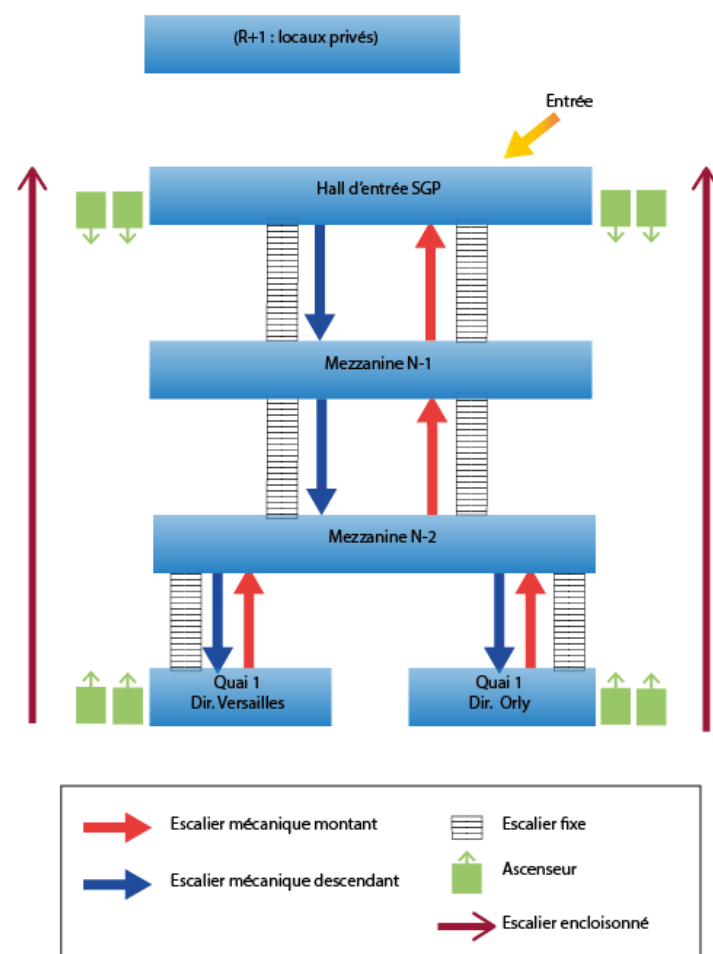 (R+1 : locaux privés)
Entrée
Hall d'entrée SGP
Mezzanine N-1
Mezzanine N-2
Quai 1
Dir. Versailles
Quai 1
Dir. Orly
Escalier mécanique montant
Escalier fixe
Escalier mécanique descendant
Ascenseur
Escalier encloisonné